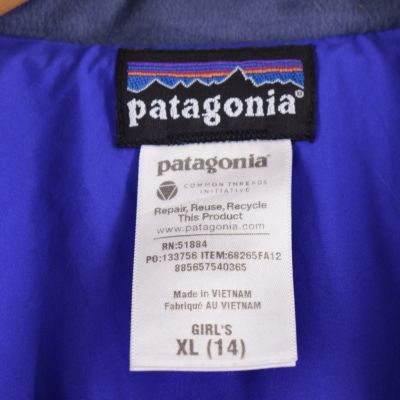 patagonia®
patagonia®
COMMON THREADS
INITIATIVE
Repair, Reuse, Recycle
This Product
www.patagonia.com
RN:51884
PO:133756 ITEM:68265FA12
885657540365
Made in VIETNAM
Fabriqué AU VIETNAM
GIRL'S
XL (14)